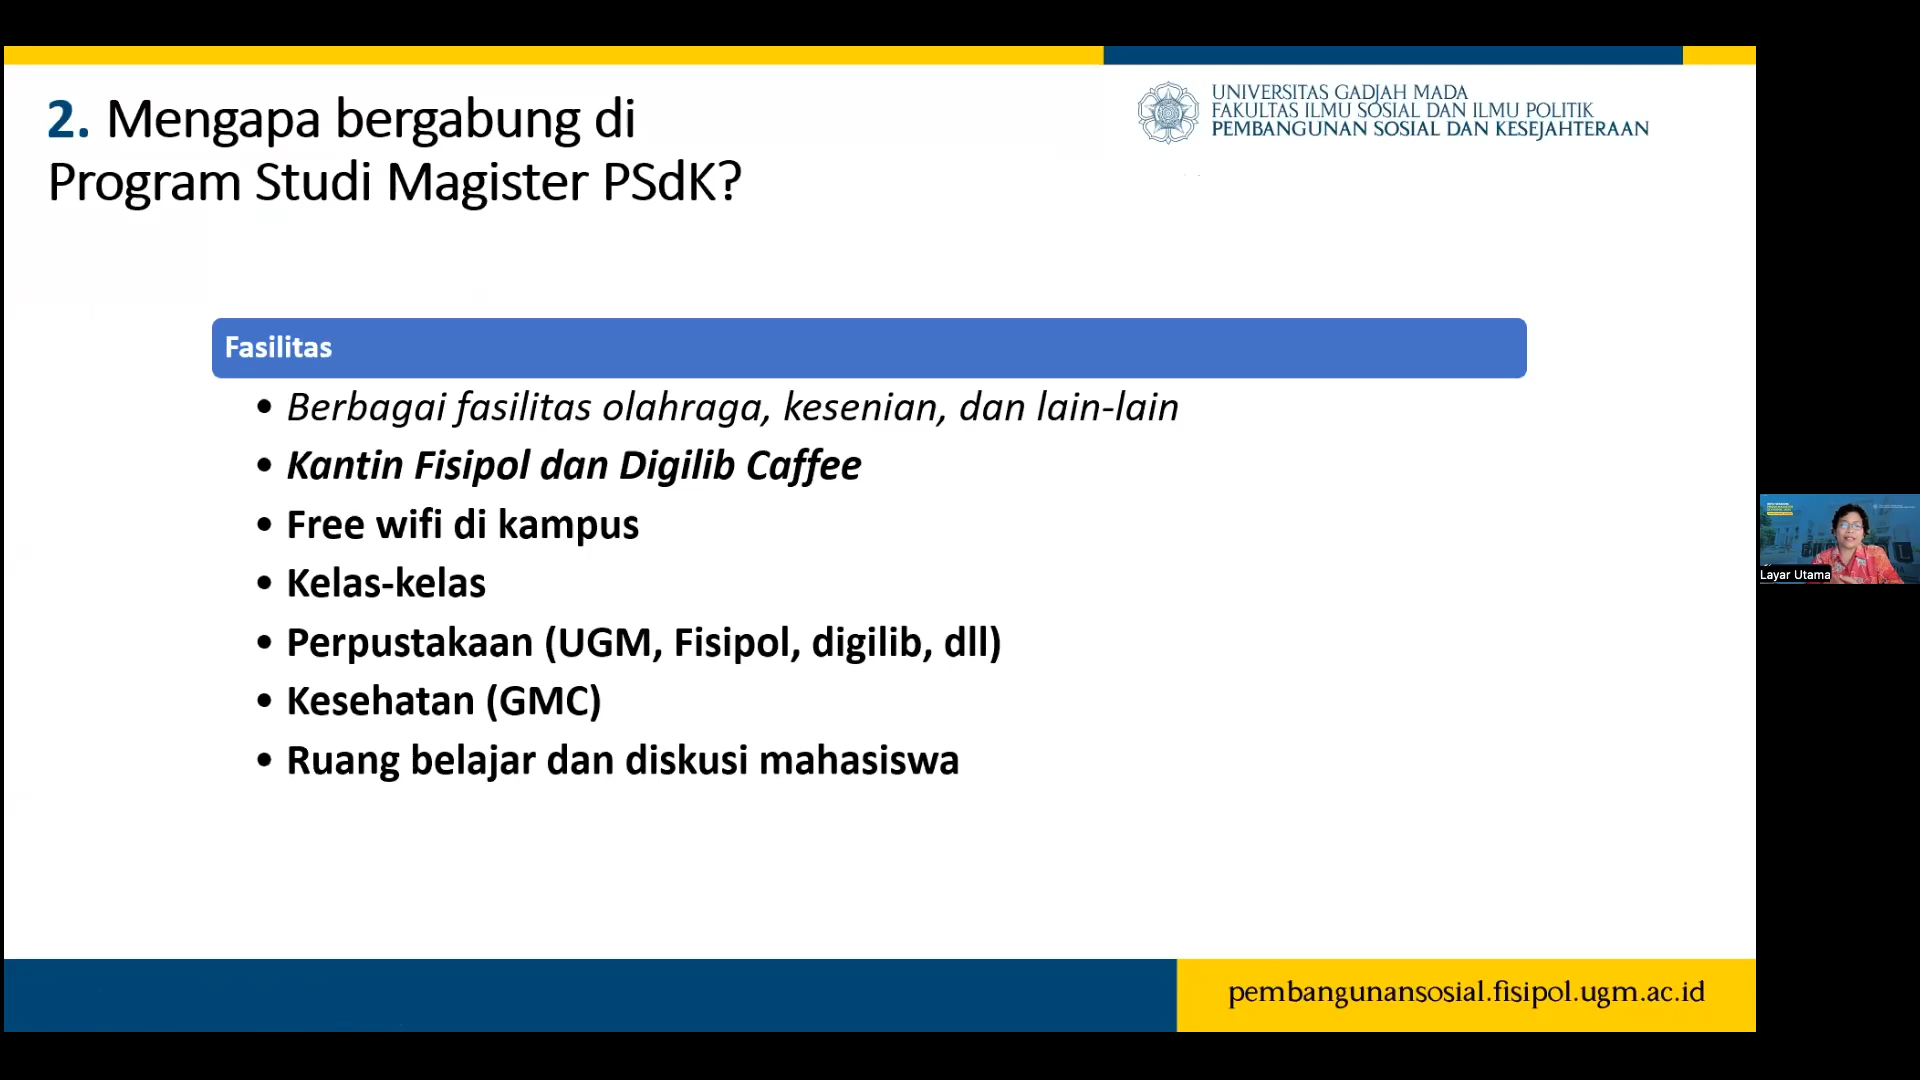 2. Mengapa bergabung di
Program Studi Magister PSdK?
UNIVERSITAS GADJAH MADA
FAKULTAS ILMU SOSIAL DAN ILMU POLITIK
PEMBANGUNAN SOSIAL DAN KESEJAHTERAAN
Fasilitas
• Berbagai fasilitas olahraga, kesenian, dan lain-lain
• Kantin Fisipol dan Digilib Caffee
• Free wifi di kampus
• Kelas-kelas
• Perpustakaan (UGM, Fisipol, digilib, dll)
• Kesehatan (GMC)
• Ruang belajar dan diskusi mahasiswa
Layar Utama
pembangunansosial.fisipol.ugm.ac.id